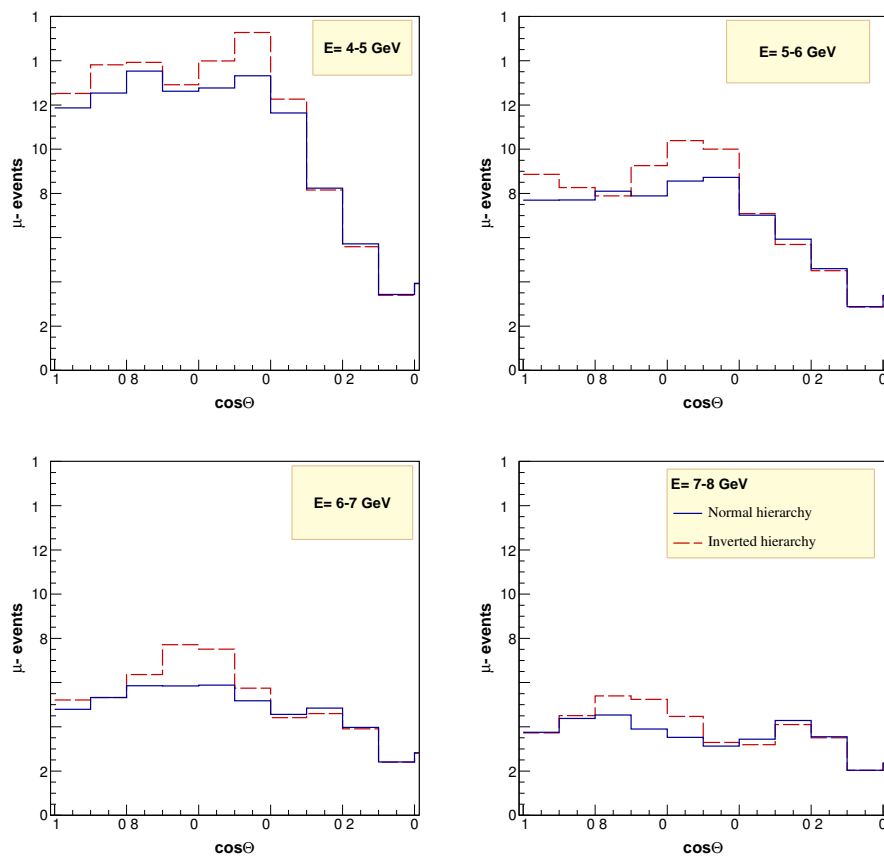 E= 4-5 GeV
1
1
12
10
8
2
0
μ- events
1 0 8 0 0 0 2 0
cosΘ
E= 5-6 GeV
1
1
12
10
8
2
0
μ- events
1 0 8 0 0 0 2 0
cosΘ
E= 6-7 GeV
1
1
12
10
8
2
0
μ- events
1 0 8 0 0 0 2 0
cosΘ
E= 7-8 GeV
Normal hierarchy
Inverted hierarchy
1
1
12
10
8
2
0
μ- events
1 0 8 0 0 0 2 0
cosΘ